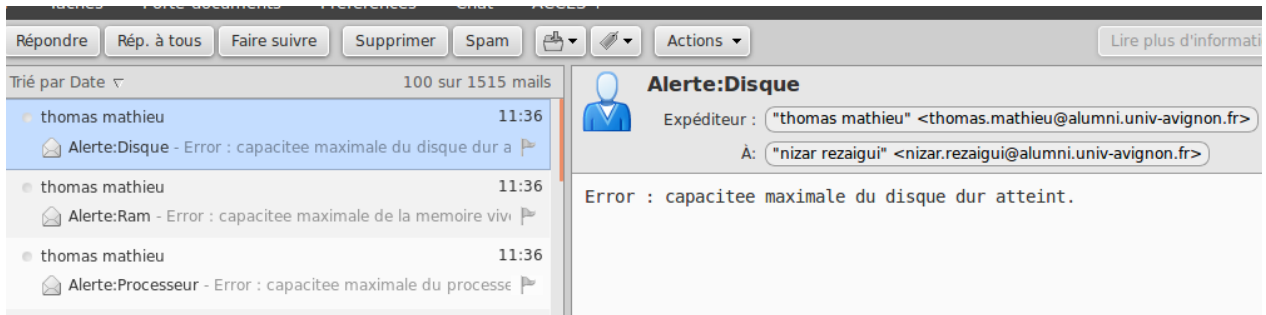 Répondre Rép. à tous Faire suivre Supprimer Spam Actions Lire plus d'informati
Trié par Date 100 sur 1515 mails
thomas mathieu 11:36
Alerte:Disque - Error : capacitee maximale du disque dur a
thomas mathieu 11:36
Alerte:Ram - Error : capacitee maximale de la memoire viv
thomas mathieu 11:36
Alerte:Processeur - Error : capacitee maximale du processe
Alerte:Disque
Expéditeur : "thomas mathieu" <thomas.mathieu@alumni.univ-avignon.fr>
À: "nizar rezaigui" <nizar.rezaigui@alumni.univ-avignon.fr>
Error : capacitee maximale du disque dur atteint.